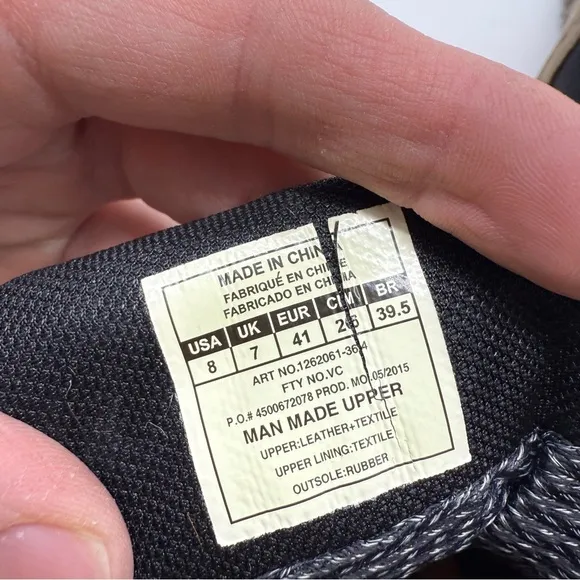 MADE IN CHINA
FABRIQUÉ EN CHINE
FABRICADO EN CHINA
USA UK EUR CM BR
8 7 41 26 39.5
ART NO.1262061-364
FTY NO.VC
P.O.# 4500672078 PROD. MO.05/2015
MAN MADE UPPER
UPPER:LEATHER+TEXTILE
UPPER LINING:TEXTILE
OUTSOLE:RUBBER